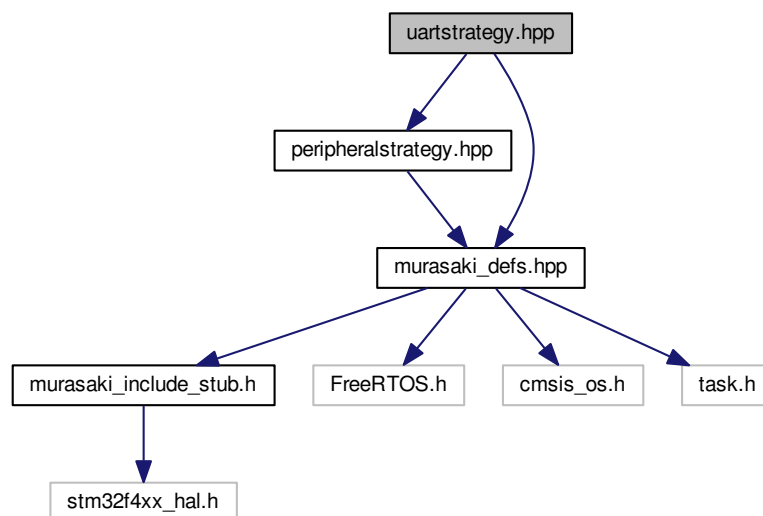 uartstrategy.hpp
peripheralstrategy.hpp
murasaki_defs.hpp
murasaki_include_stub.h
FreeRTOS.h
cmsis_os.h
task.h
stm32f4xx_hal.h